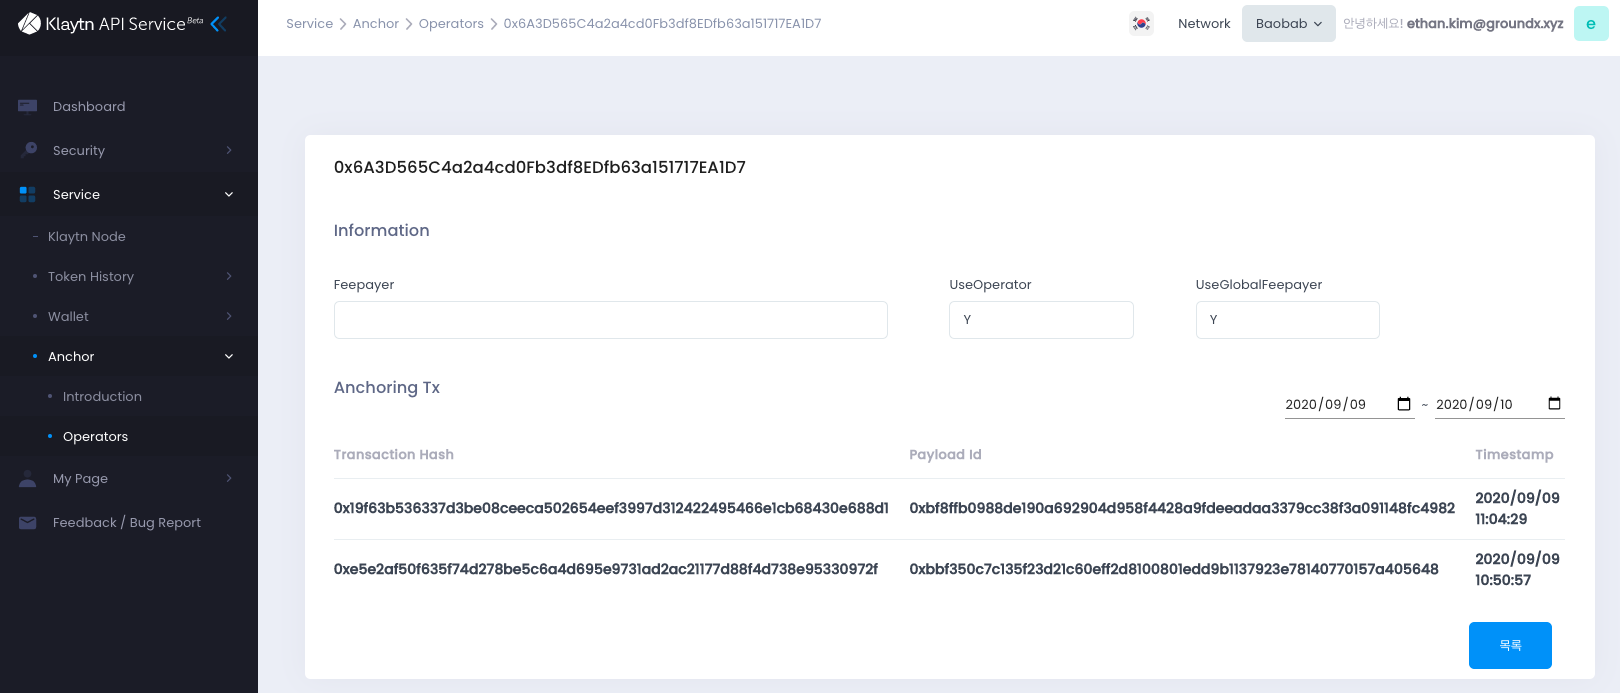 Klaytn API Service Beta
Service > Anchor > Operators > 0x6A3D565C4a2a4cd0Fb3df8EDfb63a151717EA1D7
Network Baobab 안녕하세요! ethan.kim@groundx.xyz e
Dashboard
Security
Service
Klaytn Node
Token History
Wallet
Anchor
Introduction
Operators
My Page
Feedback / Bug Report
0x6A3D565C4a2a4cd0Fb3df8EDfb63a151717EA1D7
Information
Feepayer UseOperator UseGlobalFeepayer
Y Y
Anchoring Tx
2020/09/09 ~ 2020/09/10
Transaction Hash Payload Id Timestamp
0x19f63b536337d3be08ceeca502654eef3997d312422495466e1cb68430e688d1 0xbf8ffb0988de190a692904d958f4428a9fdeedaa3379cc38f3a091148fc4982 2020/09/09
11:04:29
0xe5e2af50f635f74d278be5c6a4d695e9731ad2ac21177d88f4d738e95330972f 0xbbf350c7c135f23d21c60eff2d8100801edd9b1137923e78140770157a405648 2020/09/09
10:50:57
목록